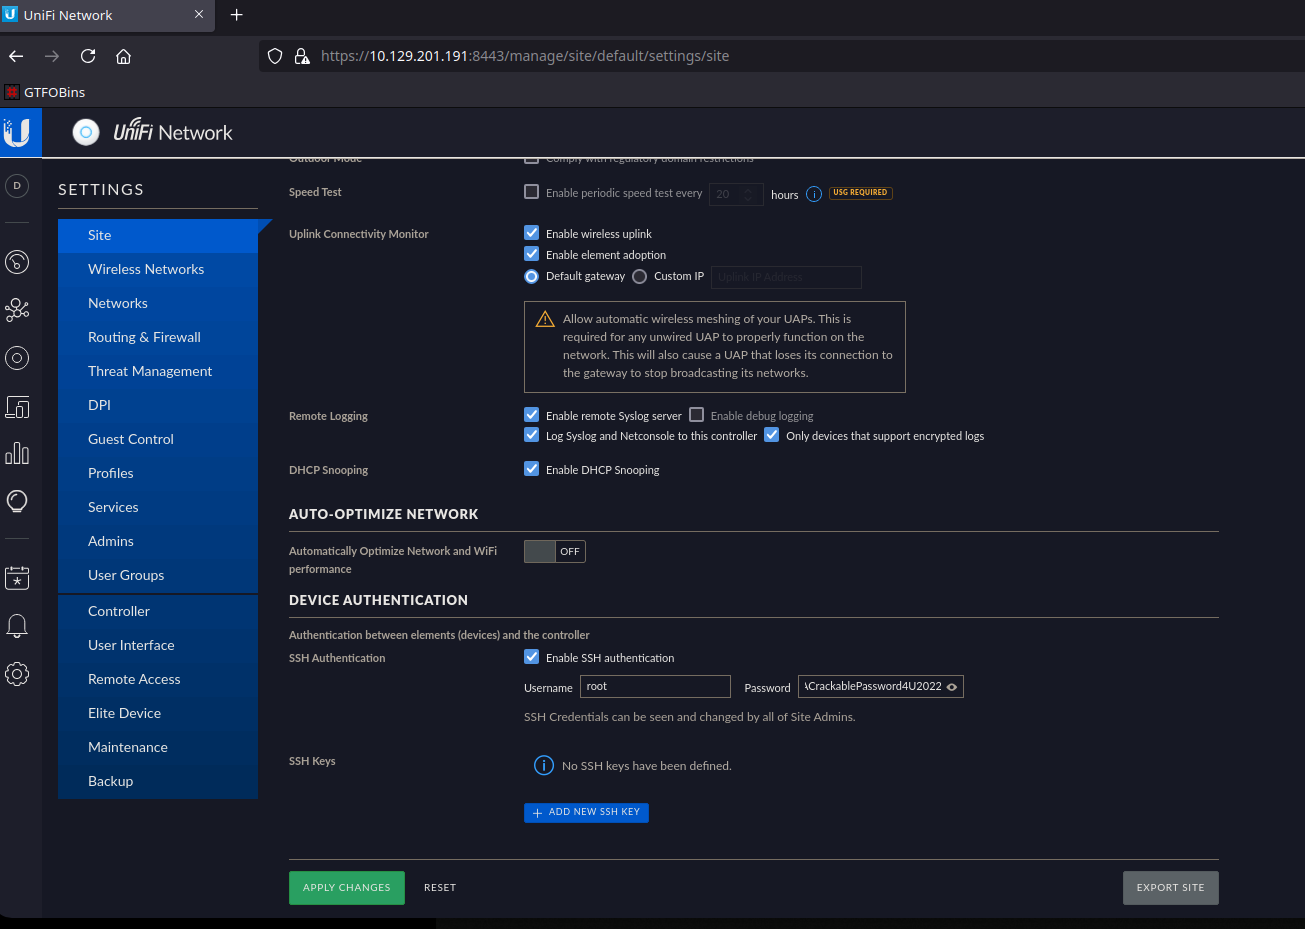 UniFi Network
https://10.129.201.191:8443/manage/site/default/settings/site
GTFOBins
UniFi Network
Outdoor Mode Comply with regulatory domain restrictions
D
SETTINGS
Site
Wireless Networks
Networks
Routing & Firewall
Threat Management
DPI
Guest Control
Profiles
Services
Admins
User Groups
Controller
User Interface
Remote Access
Elite Device
Maintenance
Backup
Speed Test Enable periodic speed test every 20 hours USG REQUIRED
Uplink Connectivity Monitor Enable wireless uplink
Enable element adoption
Default gateway Custom IP Uplink IP Address
Allow automatic wireless meshing of your UAPs. This is
required for any unwired UAP to properly function on the
network. This will also cause a UAP that loses its connection to
the gateway to stop broadcasting its networks.
Remote Logging Enable remote Syslog server Enable debug logging
Log Syslog and Netconsole to this controller Only devices that support encrypted logs
DHCP Snooping Enable DHCP Snooping
AUTO-OPTIMIZE NETWORK
Automatically Optimize Network and WiFi
performance
OFF
DEVICE AUTHENTICATION
Authentication between elements (devices) and the controller
SSH Authentication Enable SSH authentication
Username root Password CrackablePassword4U2022
SSH Credentials can be seen and changed by all of Site Admins.
SSH Keys No SSH keys have been defined.
+ ADD NEW SSH KEY
APPLY CHANGES RESET EXPORT SITE